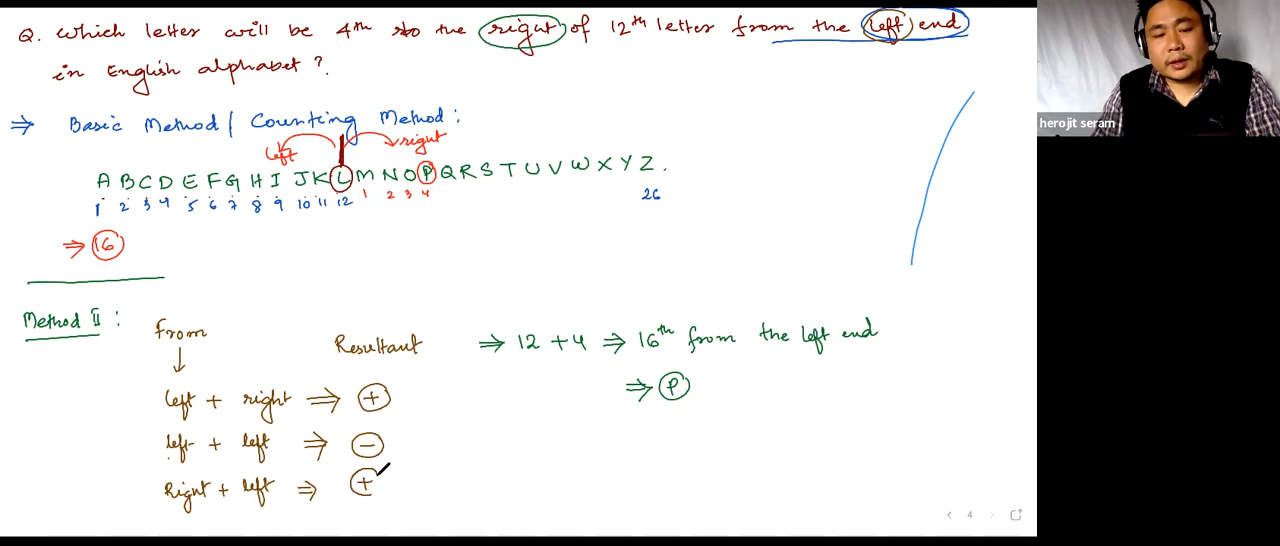 Q. Which letter will be 4th to the right of 12th letter from the left end
in English alphabet ?
⇒ Basic Method / Counting Method :
left right
A B C D E F G H I J K L M N O P Q R S T U V W X Y Z .
1 2 3 4 5 6 7 8 9 10 11 12 1 2 3 4 26
⇒ 16
Method II :
From Resultant
left + right ⇒ +
left + left ⇒ −
Right + left ⇒ +
⇒ 12 + 4 ⇒ 16th from the left end
⇒ P
herojit seram
4